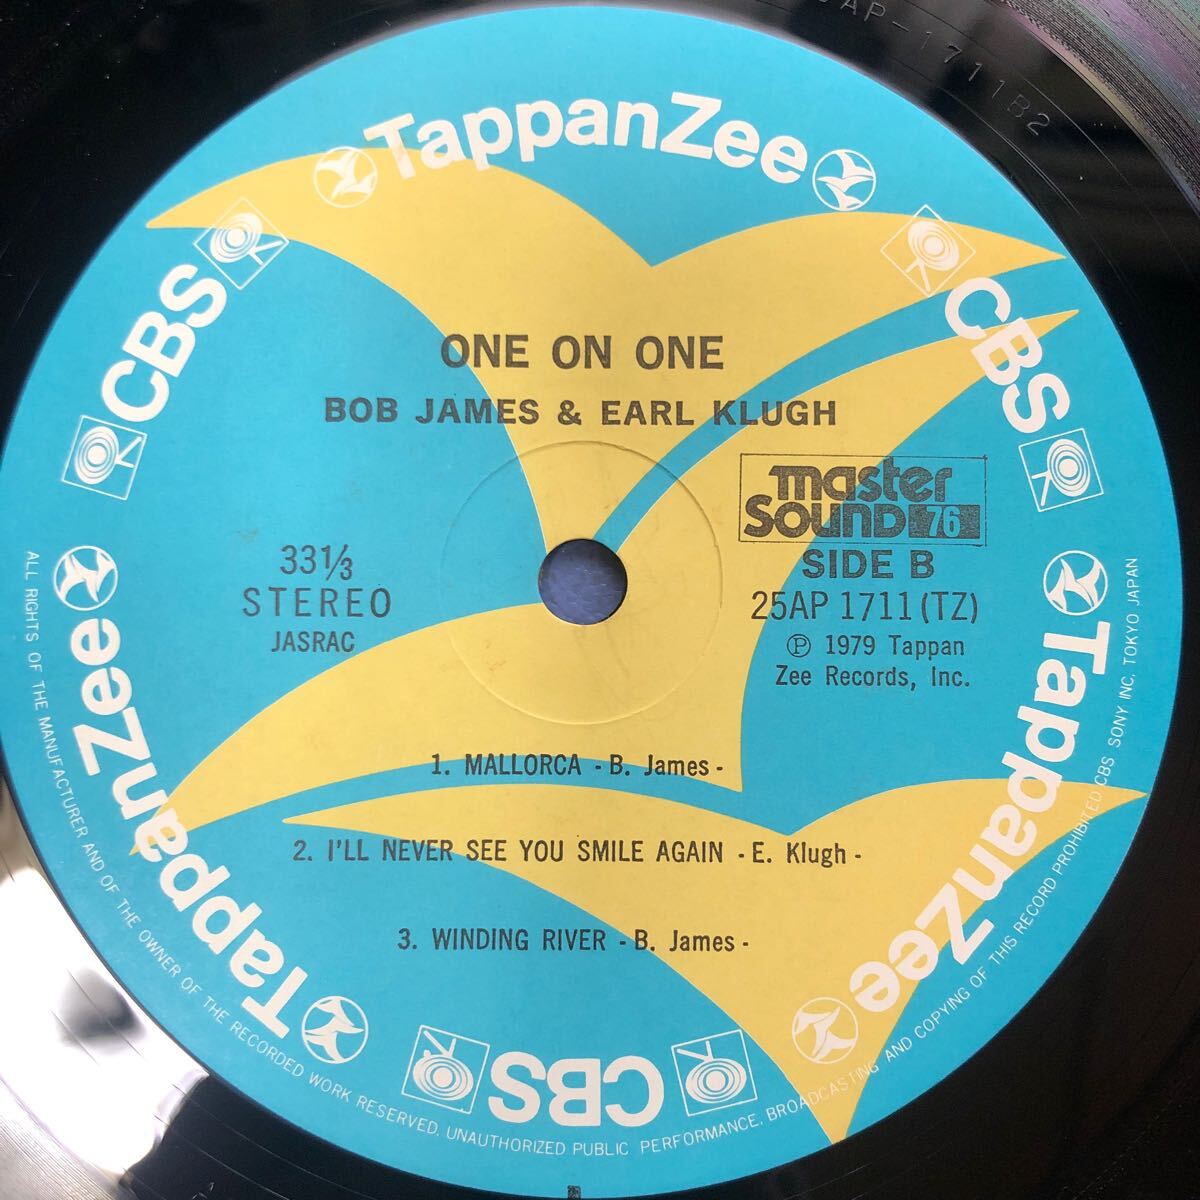 TappanZee
CBS
CBS
ONE ON ONE
BOB JAMES & EARL KLUGH
master
Sound 76
33⅓
STEREO
JASRAC
SIDE B
25AP 1711 (TZ)
Ⓟ 1979 Tappan
Zee Records, Inc.
1. MALLORCA - B. James -
2. I'LL NEVER SEE YOU SMILE AGAIN - E. Klugh -
3. WINDING RIVER - B. James -
TappanZee
TappanZee
CBS
ALL RIGHTS OF THE MANUFACTURER AND OF THE OWNER OF THE RECORDED WORK RESERVED. UNAUTHORIZED PUBLIC PERFORMANCE, BROADCASTING AND COPYING OF THIS RECORD PROHIBITED CBS SONY INC. TOKYO JAPAN
AP-1711B2